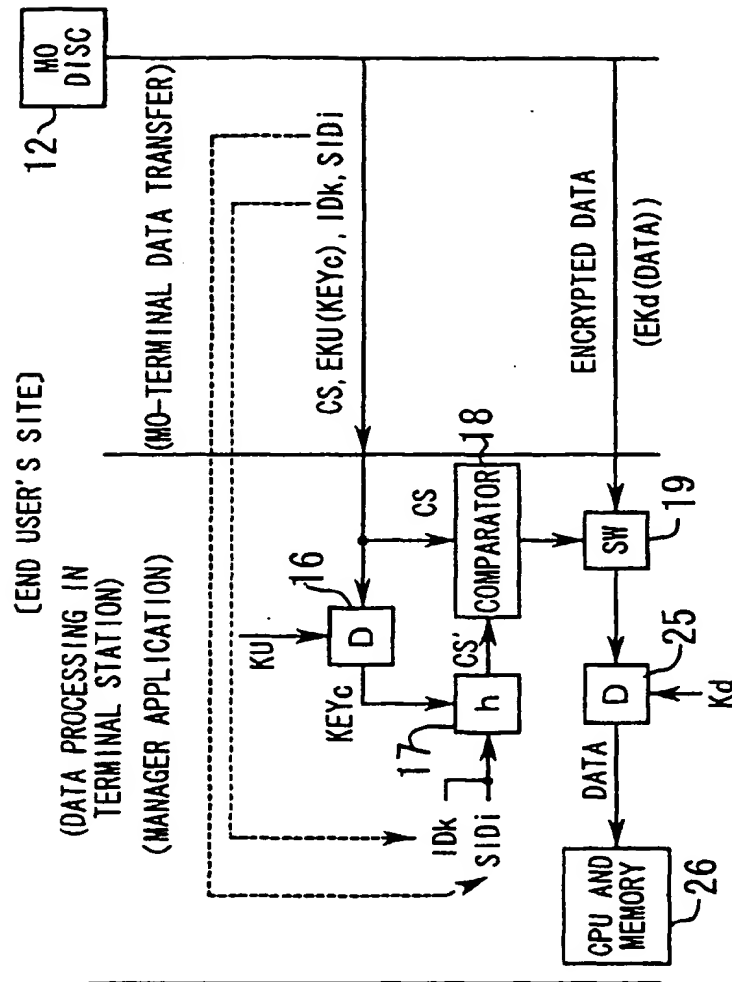 (END USER'S SITE)
(DATA PROCESSING IN
TERMINAL STATION)
(MANAGER APPLICATION)
(MO-TERMINAL DATA TRANSFER)
12
MO
DISC
IDk, SIDi
CS, EKU(KEYc), IDk, SIDi
KU
16
D
CS
KEYc
18
COMPARATOR
17
h
CS'
IDk
SIDi
ENCRYPTED DATA
(EKd(DATA))
SW
19
D
25
Kd
DATA
CPU AND
MEMORY
26